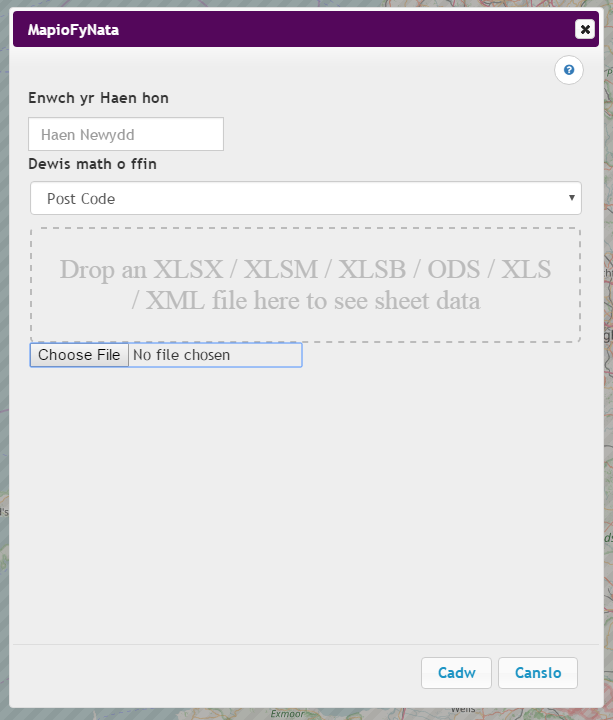 MapioFyNata
Enwch yr Haen hon
Haen Newydd
Dewis math o ffin
Post Code
Drop an XLSX / XLSM / XLSB / ODS / XLS
/ XML file here to see sheet data
Choose File No file chosen
Cadw Canslo
Exmoor
Wells